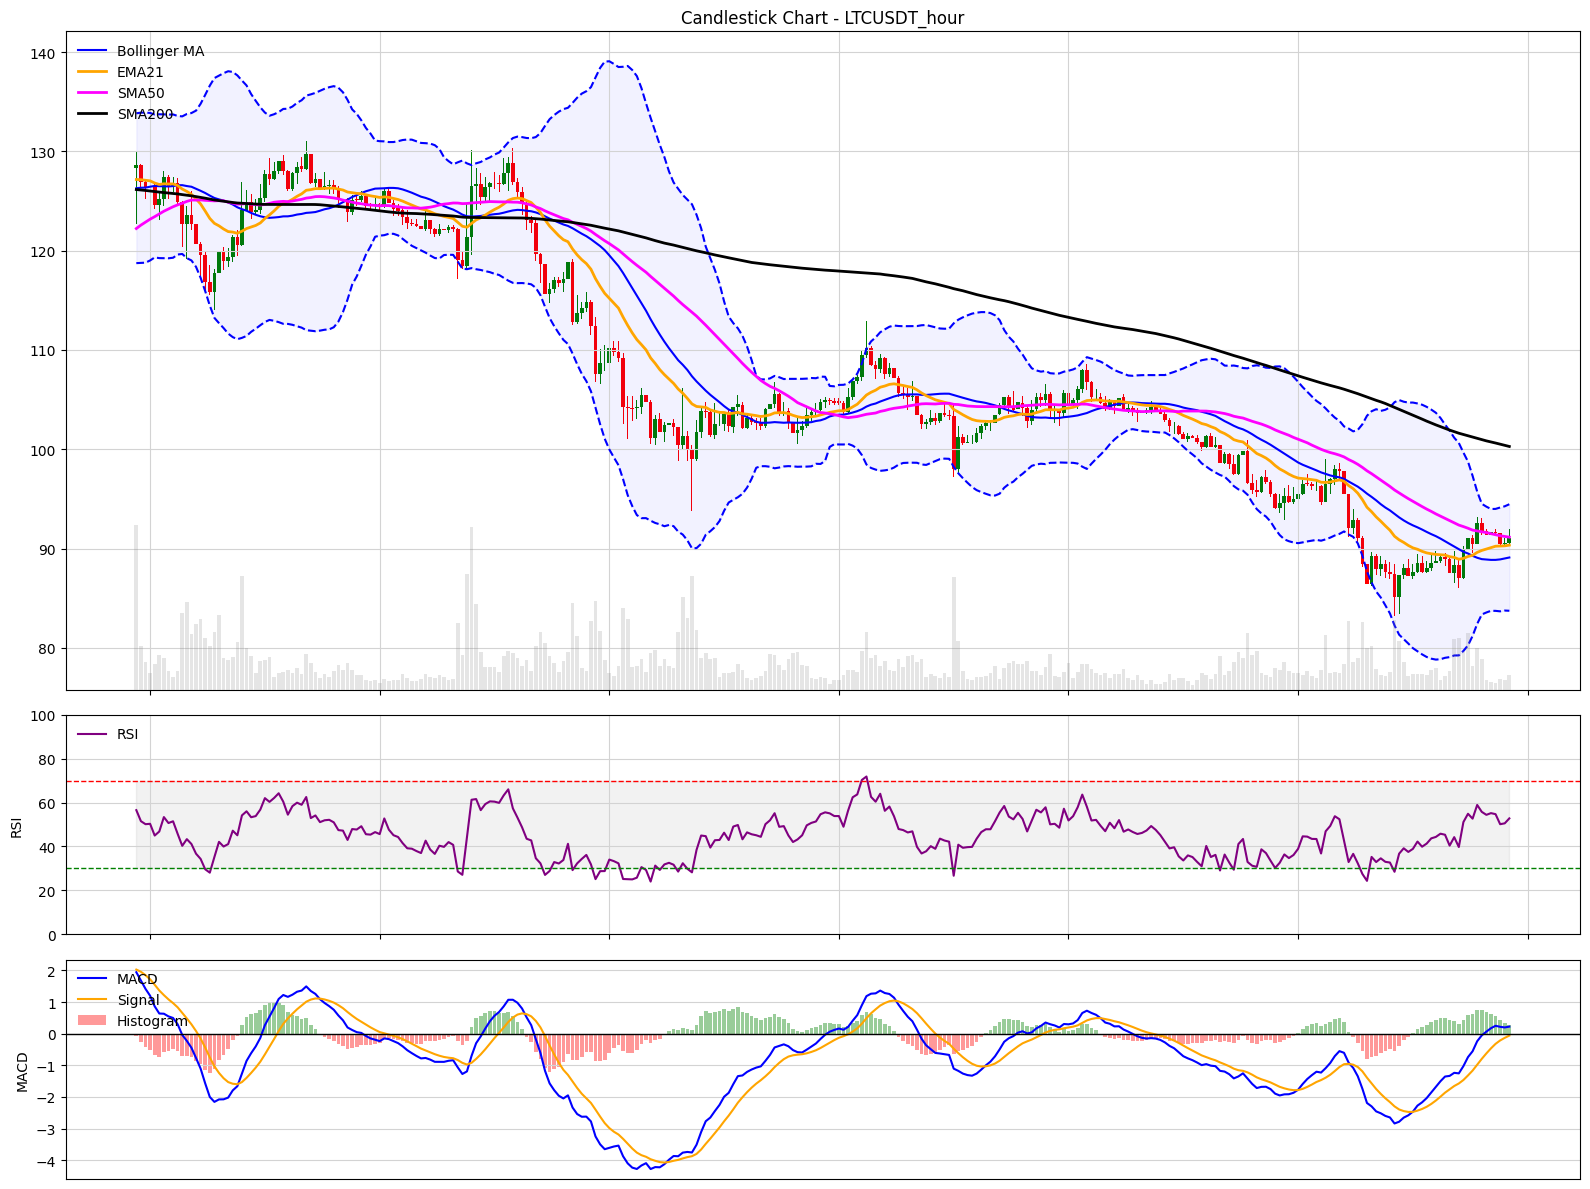 Candlestick Chart - LTCUSDT_hour
Bollinger MA
EMA21
SMA50
SMA200
140
130
120
110
100
90
80
RSI
100
80
60
40
20
0
RSI
MACD
Signal
Histogram
2
1
0
−1
−2
−3
−4
MACD